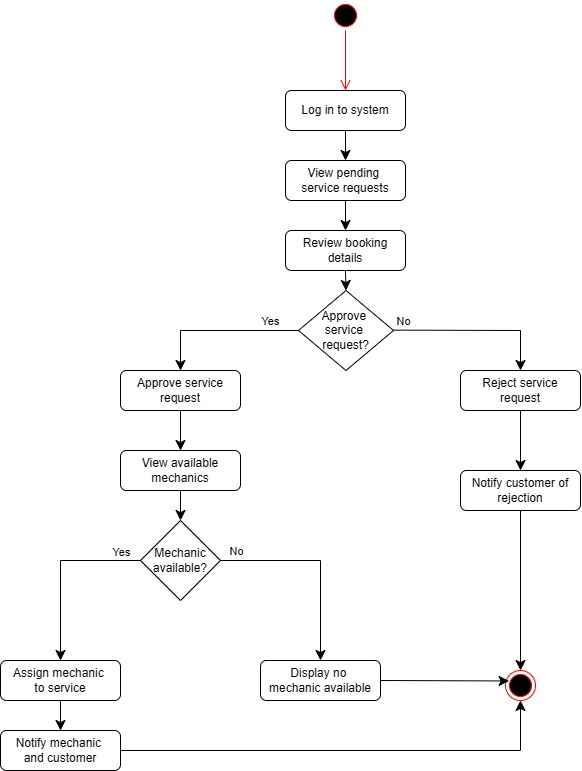 Log in to system
View pending
service requests
Review booking
details
Approve
service
request?
Yes
No
Approve service
request
Reject service
request
View available
mechanics
Notify customer of
rejection
Mechanic
available?
Yes
No
Assign mechanic
to service
Display no
mechanic available
Notify mechanic
and customer